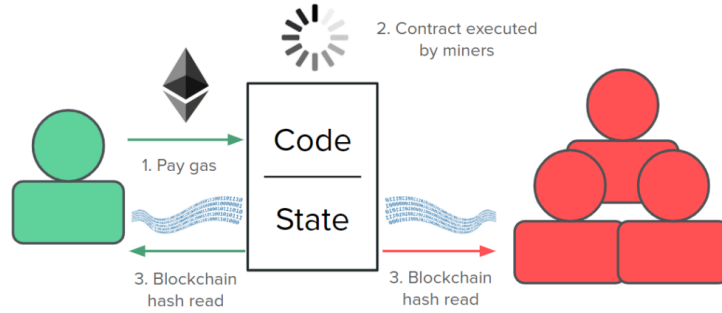 2. Contract executed
by miners
Code
1. Pay gas
State
3. Blockchain
hash read
3. Blockchain
hash read